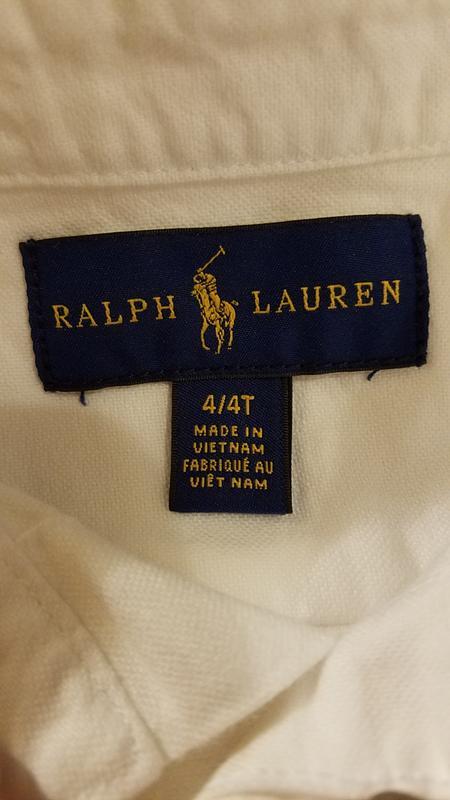 RALPH LAUREN
4/4T
MADE IN
VIETNAM
FABRIQUÉ AU
VIÊT NAM